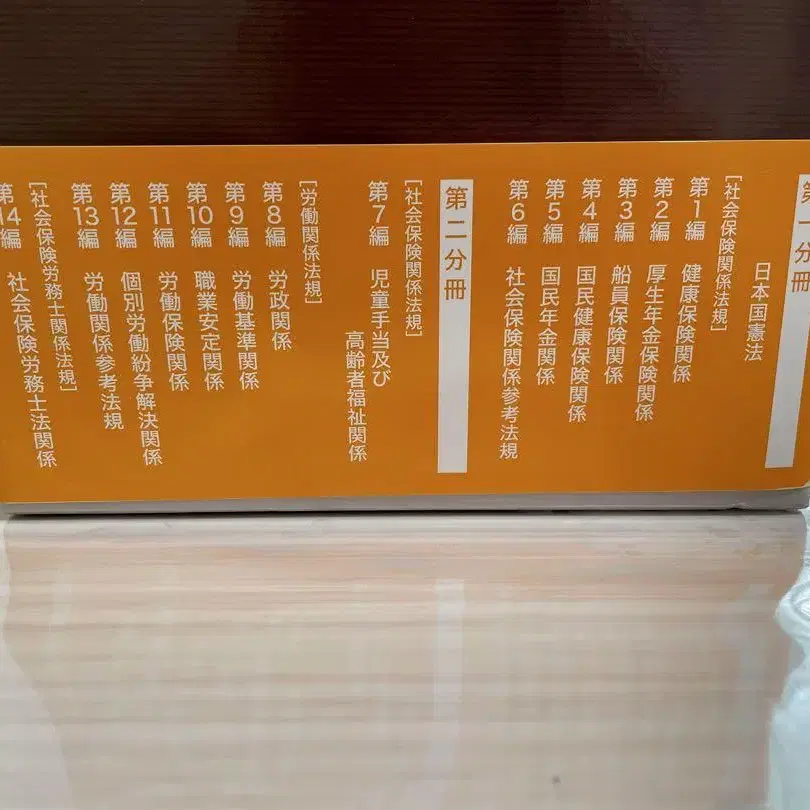 第一分冊
日本国憲法
[社会保険関係法規]
第1編 健康保険関係
第2編 厚生年金保険関係
第3編 船員保険関係
第4編 国民健康保険関係
第5編 国民年金関係
第6編 社会保険関係参考法規
第二分冊
[社会保険関係法規]
第7編 児童手当及び
高齢者福祉関係
[労働関係法規]
第8編 労政関係
第9編 労働基準関係
第10編 職業安定関係
第11編 労働保険関係
第12編 個別労働紛争解決関係
第13編 労働関係参考法規
[社会保険労務士関係法規]
第14編 社会保険労務士法関係